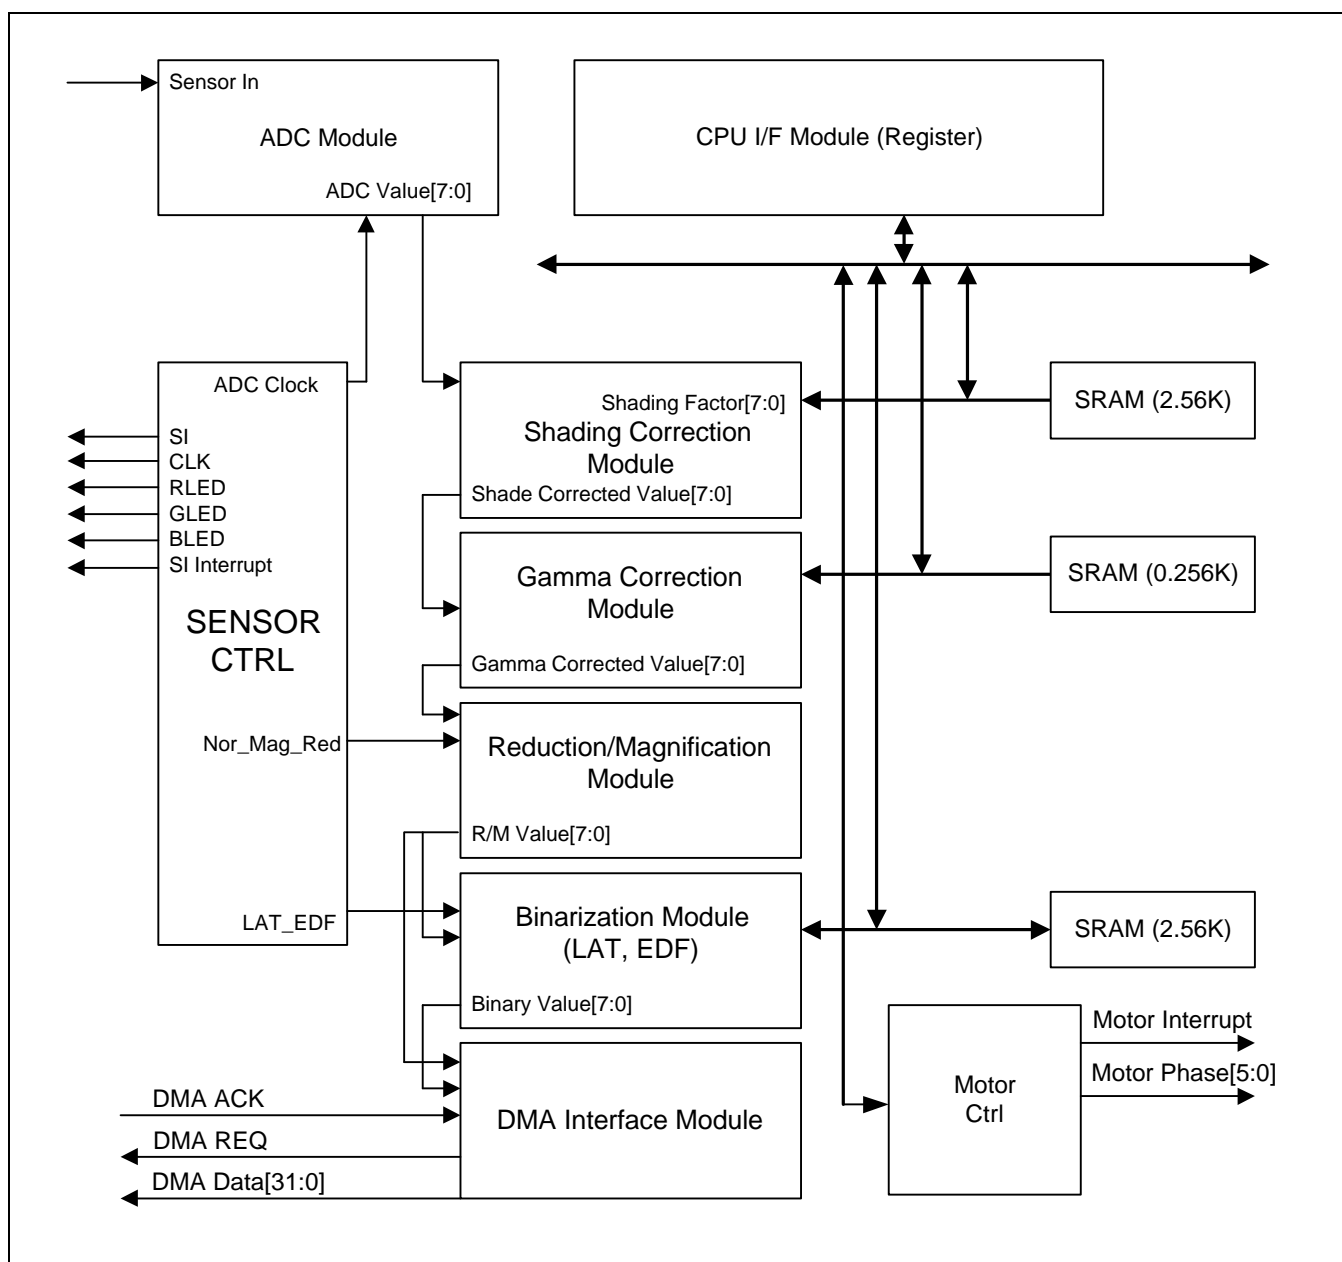 Sensor In
ADC Module
ADC Value[7:0]
CPU I/F Module (Register)
ADC Clock
SI
CLK
RLED
GLED
BLED
SI Interrupt
SENSOR
CTRL
Nor_Mag_Red
LAT_EDF
Shading Factor[7:0]
Shading Correction
Module
Shade Corrected Value[7:0]
SRAM (2.56K)
Gamma Correction
Module
Gamma Corrected Value[7:0]
SRAM (0.256K)
Reduction/Magnification
Module
R/M Value[7:0]
Binarization Module
(LAT, EDF)
Binary Value[7:0]
SRAM (2.56K)
DMA Interface Module
DMA ACK
DMA REQ
DMA Data[31:0]
Motor
Ctrl
Motor Interrupt
Motor Phase[5:0]